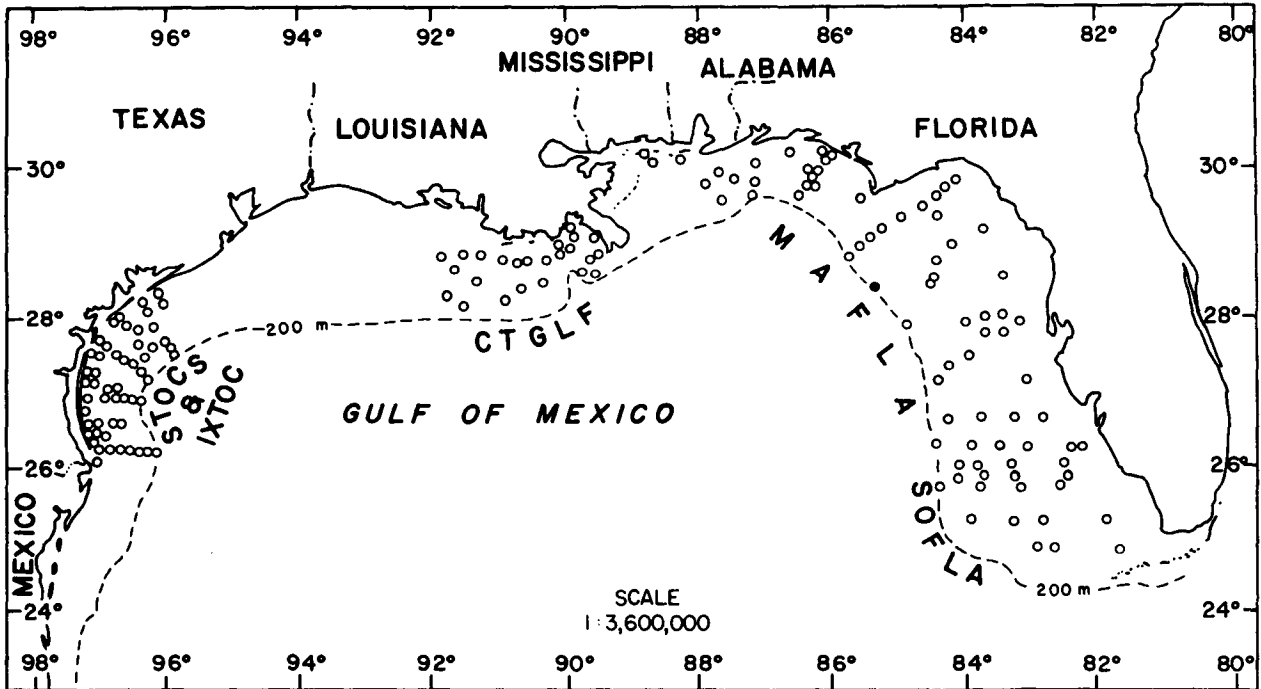 98° 96° 94° 92° 90° 88° 86° 84° 82° 80°
MISSISSIPPI
ALABAMA
TEXAS
LOUISIANA
FLORIDA
30° 30°
MAFLA
28° 28°
200 m
CTGLF
STOCS
&
IXTOC
GULF OF MEXICO
26° 26°
MEXICO
SOFLA
200 m
SCALE
1:3,600,000
24° 24°
98° 96° 94° 92° 90° 88° 86° 84° 82° 80°